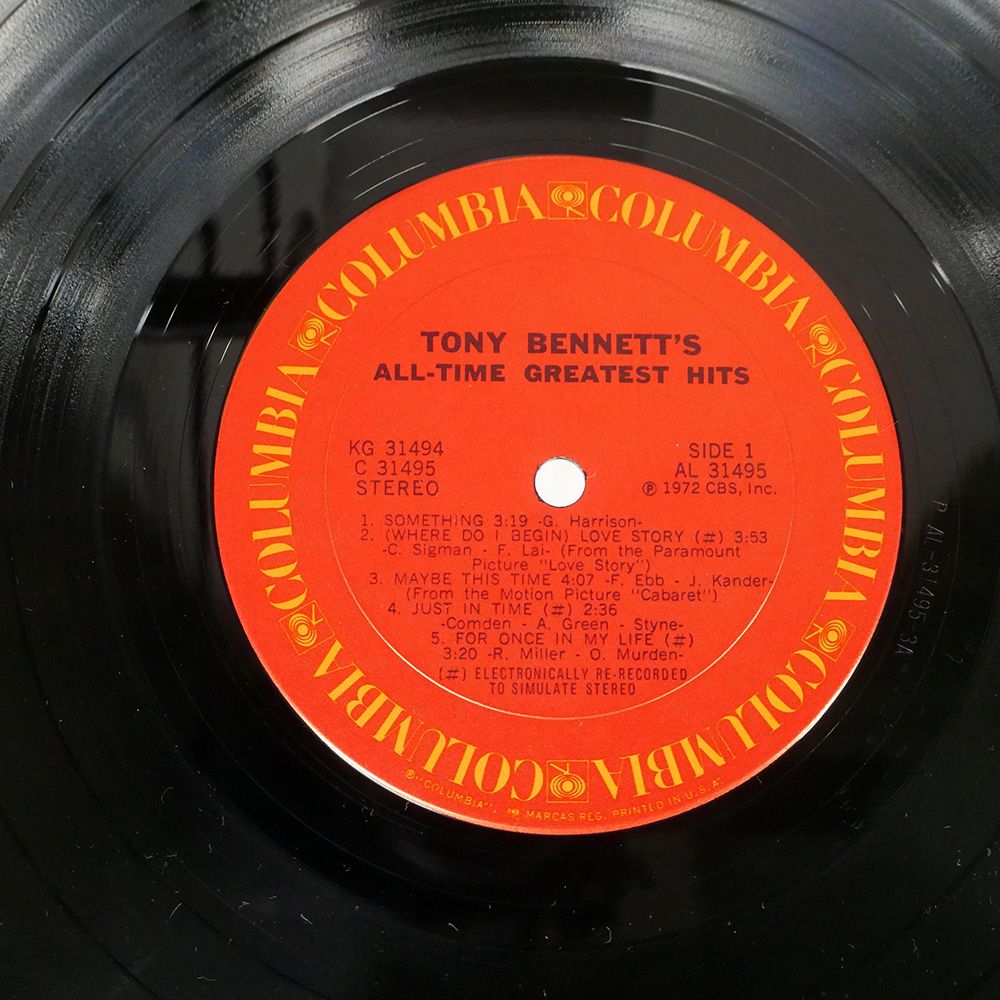 COLUMBIA COLUMBIA COLUMBIA COLUMBIA COLUMBIA COLUMBIA
TONY BENNETT'S
ALL-TIME GREATEST HITS
KG 31494
C 31495
STEREO
SIDE 1
AL 31495
℗ 1972 CBS, Inc.
1. SOMETHING 3:19 -G. Harrison-
2. (WHERE DO I BEGIN) LOVE STORY (#) 3:53
-C. Sigman - F. Lai- (From the Paramount
Picture "Love Story")
3. MAYBE THIS TIME 4:07 -F. Ebb - J. Kander-
(From the Motion Picture "Cabaret")
4. JUST IN TIME (#) 2:36
-Comden - A. Green - Styne-
5. FOR ONCE IN MY LIFE (#)
3:20 -R. Miller - O. Murden-
(#) ELECTRONICALLY RE-RECORDED
TO SIMULATE STEREO
®"COLUMBIA", MARCAS REG. PRINTED IN U.S.A.
P AL-31495 3A